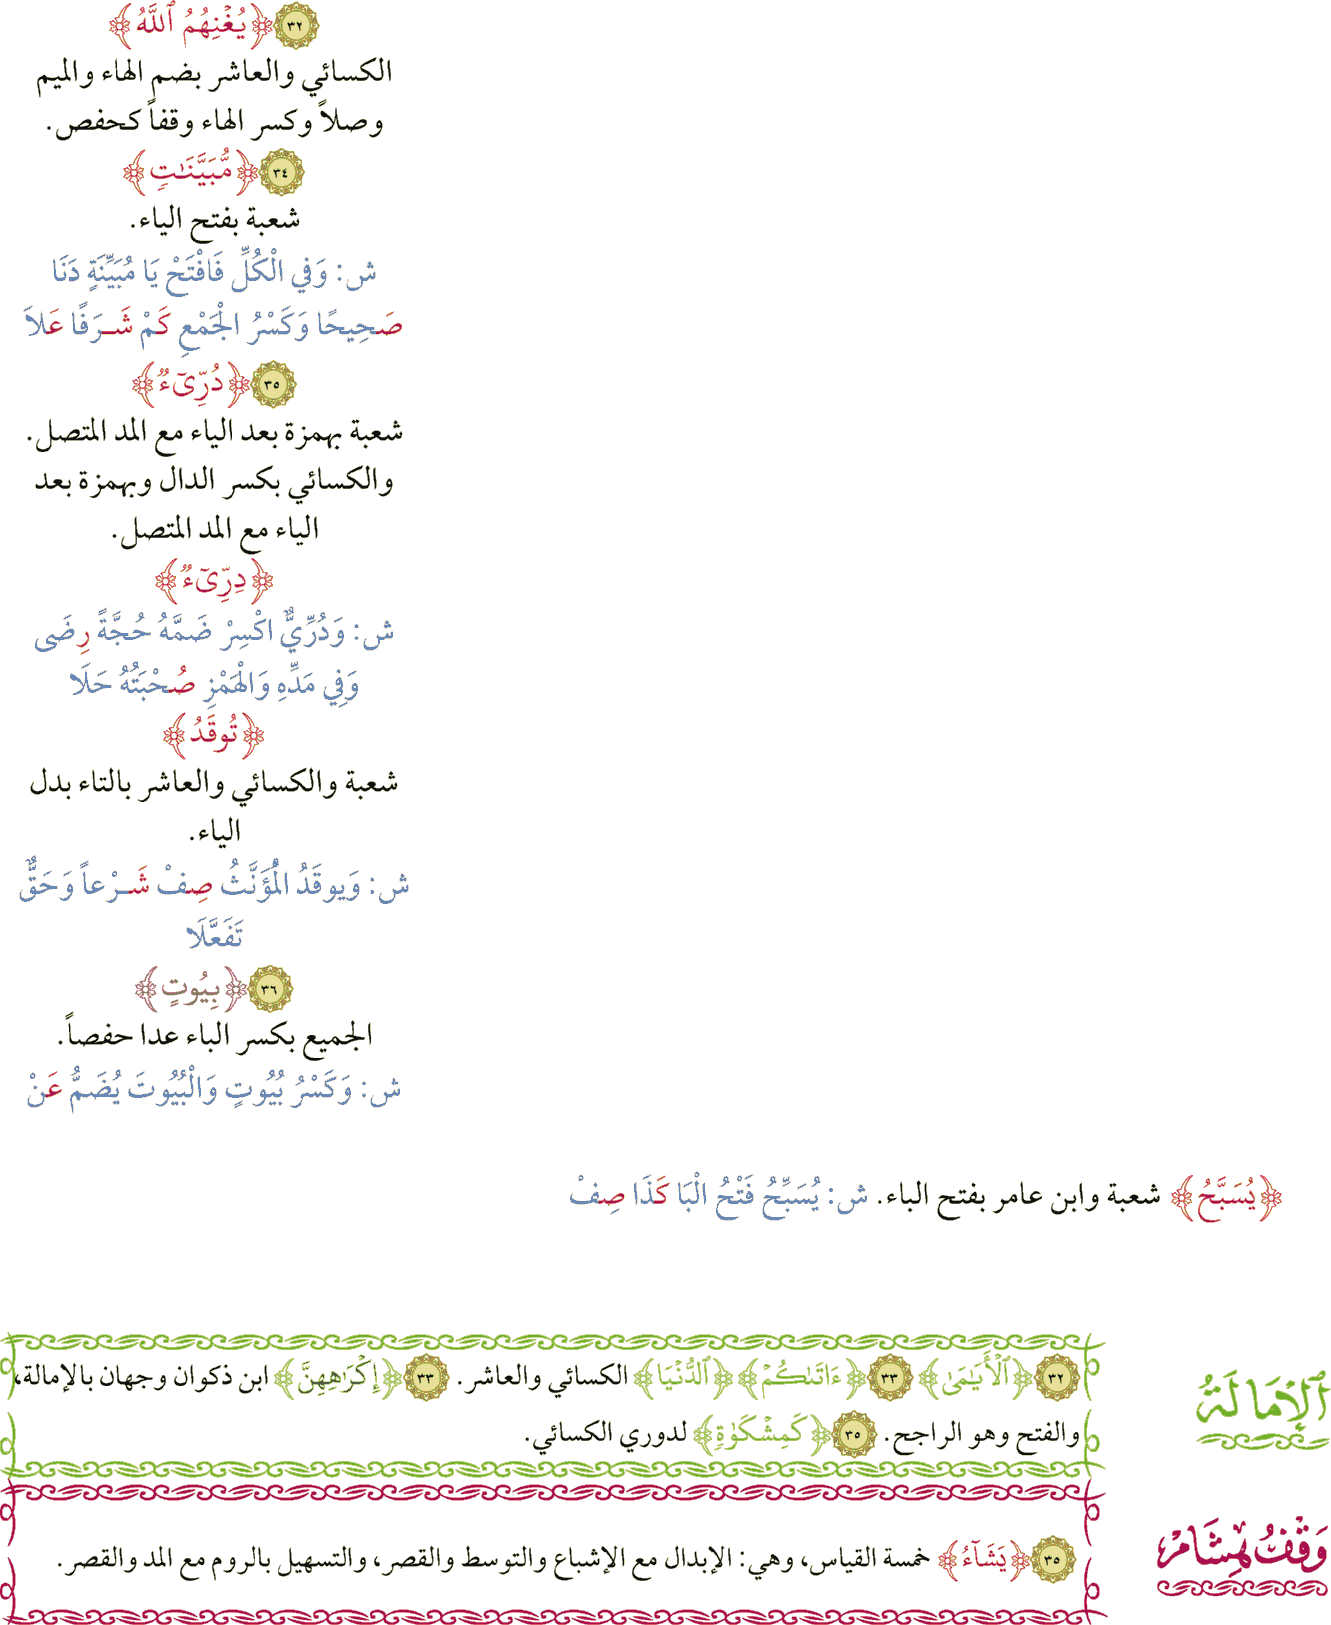 ٣٢ ﴿يُغْنِهُمُ ٱللَّهُ﴾
الكسائي والعاشر بضم الهاء والميم
وصلاً وكسر الهاء وقفاً كحفص.
٣٤ ﴿مُّبَيَّنَٰتٖ﴾
شعبة بفتح الياء.
ش: وَفِي الْكُلِّ فَافْتَحْ يَا مُبَيِّنَةٍ دَنَا
صَحِيحًا وَكَسْرُ الْجَمْعِ كَمْ شَـرَفًا عَلَا
٣٥ ﴿دُرِّيٓءٞ﴾
شعبة بهمزة بعد الياء مع المد المتصل.
والكسائي بكسر الدال وبهمزة بعد
الياء مع المد المتصل.
﴿دِرِّيٓءٞ﴾
ش: وَدُرِّيٌّ اكْسِرْ ضَمَّهُ حُجَّةً رِضَى
وَفِي مَدِّهِ وَالْهَمْزِ صُحْبَتُهُ حَلَا
﴿تُوقَدُ﴾
شعبة والكسائي والعاشر بالتاء بدل
الياء.
ش: وَيوقَدُ الْمُؤَنَّثُ صِفْ شَـرْعاً وَحَقٌّ
تَفَعَّلَا
٣٦ ﴿بِيُوتٍ﴾
الجميع بكسر الباء عدا حفصاً.
ش: وَكَسْرُ بُيُوتٍ وَالْبُيُوتَ يُضَمُّ عَنْ
﴿يُسَبَّحُ﴾ شعبة وابن عامر بفتح الباء. ش: يُسَبِّحُ فَتْحُ الْبَا كَذَا صِفْ
ٱلْإِمَالَةُ
٣٢ ﴿ٱلْأَيَٰمَىٰ﴾ ٣٣ ﴿ءَاتَىٰكُمْ﴾ ﴿ٱلدُّنْيَا﴾ الكسائي والعاشر. ٣٣ ﴿إِكْرَٰهِهِنَّ﴾ ابن ذكوان وجهان بالإمالة،
والفتح وهو الراجح. ٣٥ ﴿كَمِشْكَوٰةٖ﴾ لدوري الكسائي.
وَقْفُ هِشَامْ
٣٥ ﴿يَشَآءُ﴾ خمسة القياس، وهي: الإبدال مع الإشباع والتوسط والقصر، والتسهيل بالروم مع المد والقصر.